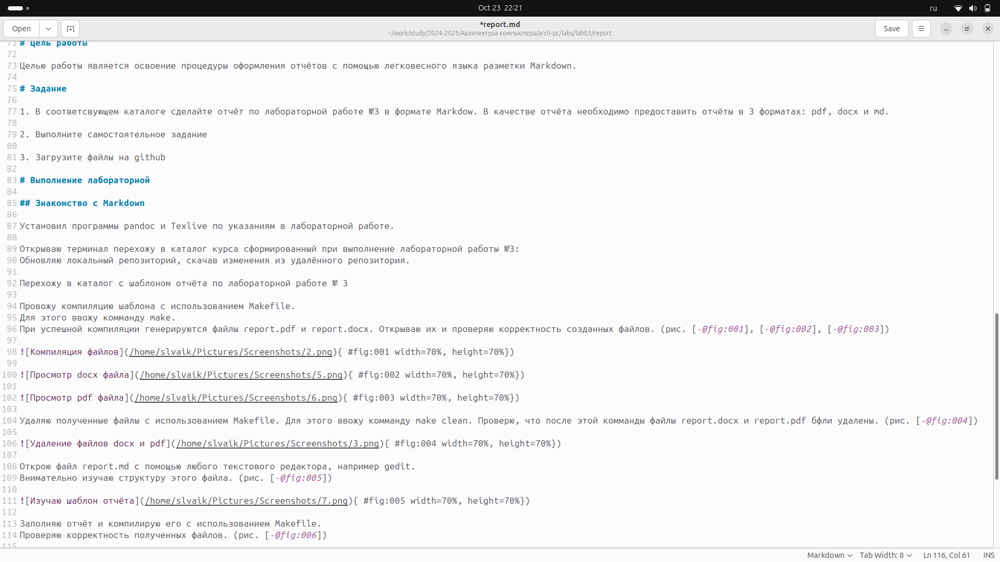 Oct 23 22:21
ru
Open
*report.md
~/work/study/2024-2025/Архитектура компьютера/arch-pc/labs/lab03/report
Save
71 # Цель работы
72
73 Целью работы является освоение процедуры оформления отчётов с помощью легковесного языка разметки Markdown.
74
75 # Задание
76
77 1. В соответсвующем каталоге сделайте отчёт по лабораторной работе №3 в формате Markdow. В качестве отчёта необходимо предоставить отчёты в 3 форматах: pdf, docx и md.
78
79 2. Выполните самостоятельное задание
80
81 3. Загрузите файлы на github
82
83 # Выполнение лабораторной
84
85 ## Знакомство с Markdown
86
87 Установил программы pandoc и Texlive по указаниям в лабораторной работе.
88
89 Открываю терминал перехожу в каталог курса сформированный при выполнение лабораторной работы №3:
90 Обновляю локальный репозиторий, скачав изменения из удалённого репозитория.
91
92 Перехожу в каталог с шаблоном отчёта по лабораторной работе № 3
93
94 Провожу компиляцию шаблона с использованием Makefile.
95 Для этого ввожу комманду make.
96 При успешной компиляции генерируются файлы report.pdf и report.docx. Открываю их и проверяю корректность созданных файлов. (рис. [-@fig:001], [-@fig:002], [-@fig:003])
97
98 ![Компиляция файлов](/home/slvaik/Pictures/Screenshots/2.png){ #fig:001 width=70%, height=70%})
99
100 ![Просмотр docx файла](/home/slvaik/Pictures/Screenshots/5.png){ #fig:002 width=70%, height=70%})
101
102 ![Просмотр pdf файла](/home/slvaik/Pictures/Screenshots/6.png){ #fig:003 width=70%, height=70%})
103
104 Удаляю полученные файлы с использованием Makefile. Для этого ввожу комманду make clean. Проверю, что после этой комманды файлы report.docx и report.pdf бфли удалены. (рис. [-@fig:004])
105
106 ![Удаление файлов docx и pdf](/home/slvaik/Pictures/Screenshots/3.png){ #fig:004 width=70%, height=70%})
107
108 Открою файл report.md с помощью любого текстового редактора, например gedit.
109 Внимательно изучаю структуру этого файла. (рис. [-@fig:005])
110
111 ![Изучаю шаблон отчёта](/home/slvaik/Pictures/Screenshots/7.png){ #fig:005 width=70%, height=70%})
112
113 Заполняю отчёт и компилирую его с использованием Makefile.
114 Проверяю корректность полученных файлов. (рис. [-@fig:006])
115
Markdown Tab Width: 8 Ln 116, Col 61 INS